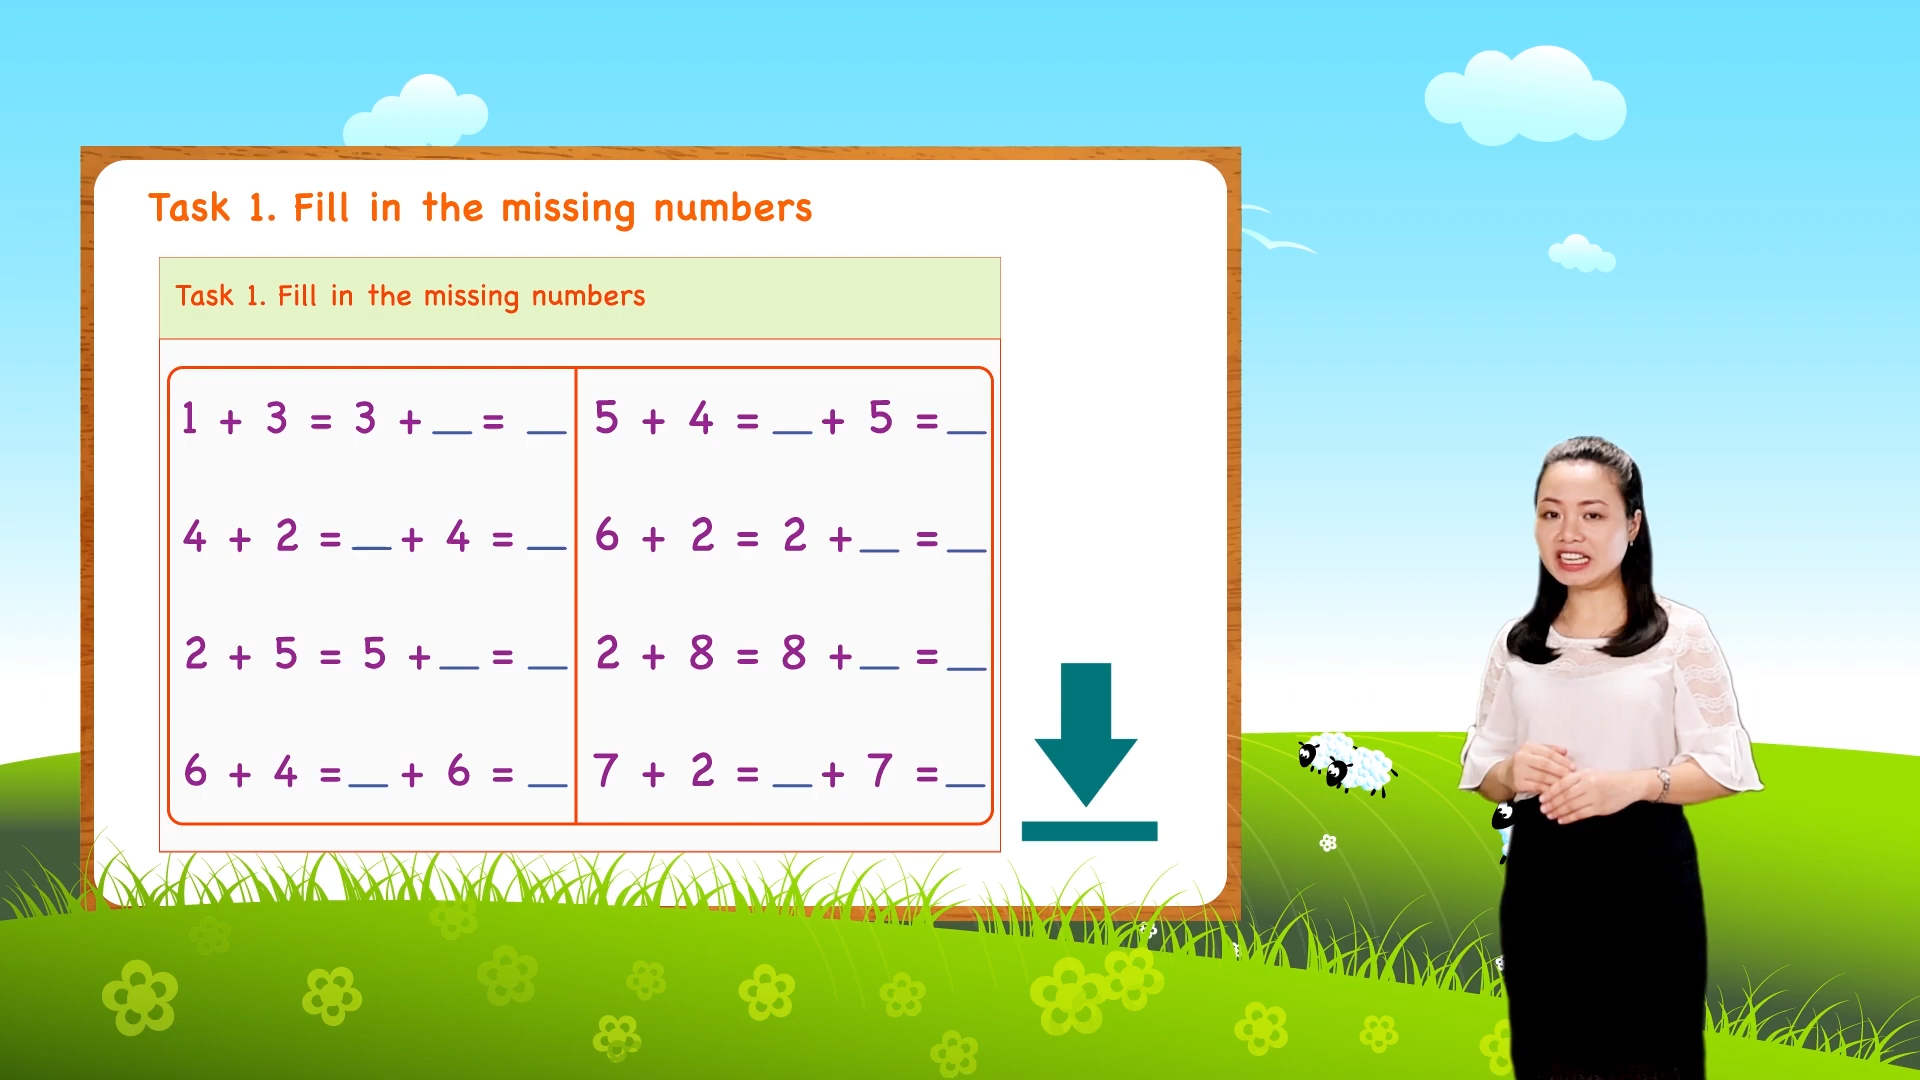 Task 1. Fill in the missing numbers
Task 1. Fill in the missing numbers
1 + 3 = 3 + __ = __
4 + 2 = __ + 4 = __
2 + 5 = 5 + __ = __
6 + 4 = __ + 6 = __
5 + 4 = __ + 5 = __
6 + 2 = 2 + __ = __
2 + 8 = 8 + __ = __
7 + 2 = __ + 7 = __